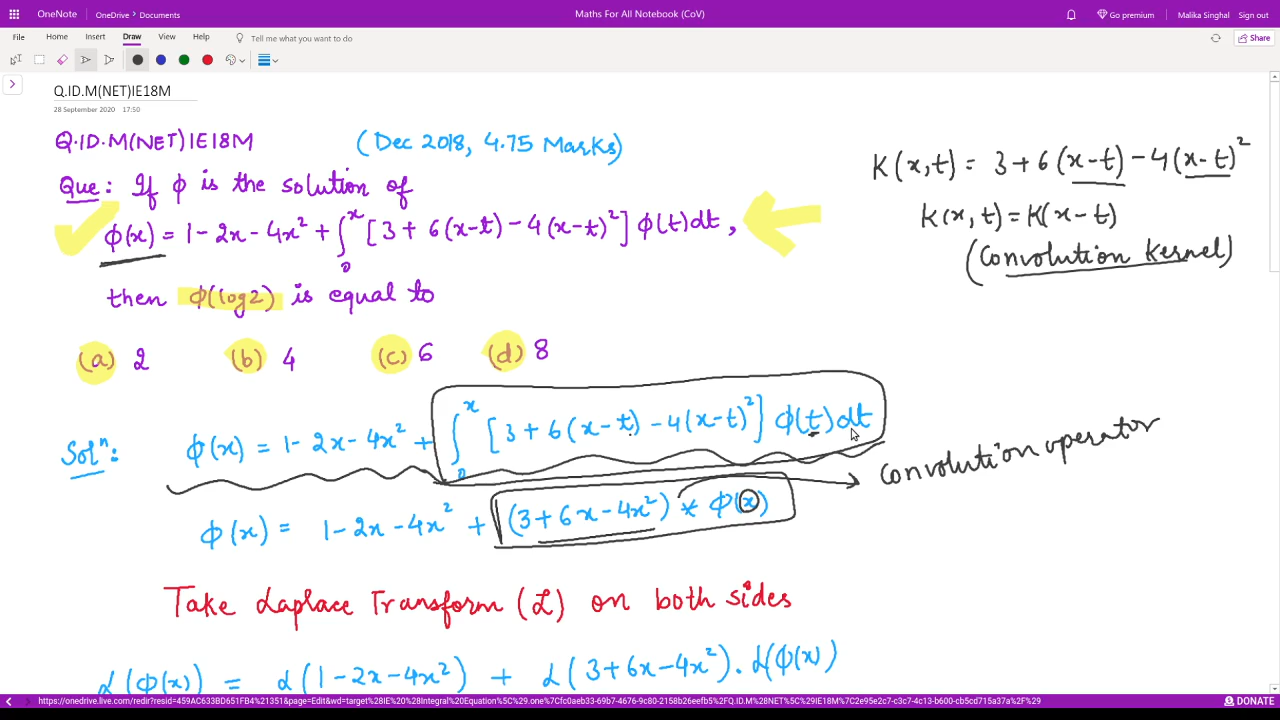 OneNote OneDrive › Documents Maths For All Notebook (CoV) Go premium Malika Singhal Sign out
File Home Insert Draw View Help Tell me what you want to do Share
Q.ID.M(NET)IE18M
28 September 2020 17:50
Q.ID.M(NET)IE18M (Dec 2018, 4.75 Marks)
Que: If ϕ is the solution of
ϕ(x) = 1-2x-4x² + ∫₀ˣ [3+6(x-t)-4(x-t)²] ϕ(t)dt,
then ϕ(log2) is equal to
(a) 2 (b) 4 (c) 6 (d) 8
K(x,t) = 3+6(x-t)-4(x-t)²
K(x,t) = K(x-t)
(Convolution Kernel)
Solⁿ: ϕ(x) = 1-2x-4x² + ∫₀ˣ [3+6(x-t)-4(x-t)²] ϕ(t)dt
ϕ(x) = 1-2x-4x² + (3+6x-4x²) * ϕ(x)
Convolution operator
Take Laplace Transform (L) on both sides
L(ϕ(x)) = L(1-2x-4x²) + L(3+6x-4x²). L(ϕ(x))
DONATE